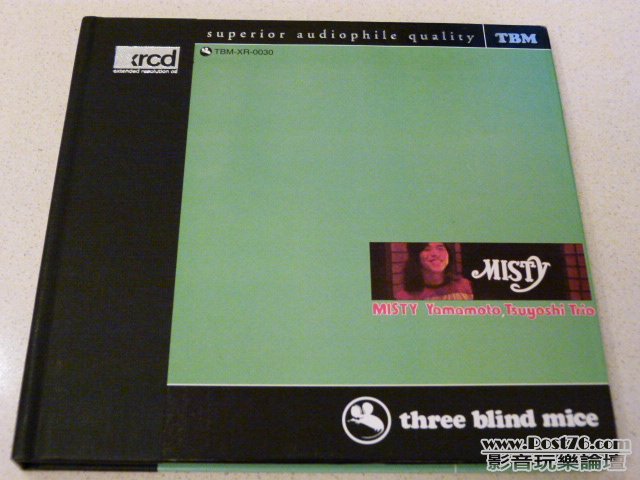 superior audiophile quality TBM
xrcd
extended resolution cd
TBM-XR-0030
MISTY
MISTY Yamamoto, Tsuyoshi Trio
three blind mice
www.Post76.com
影音玩樂論壇